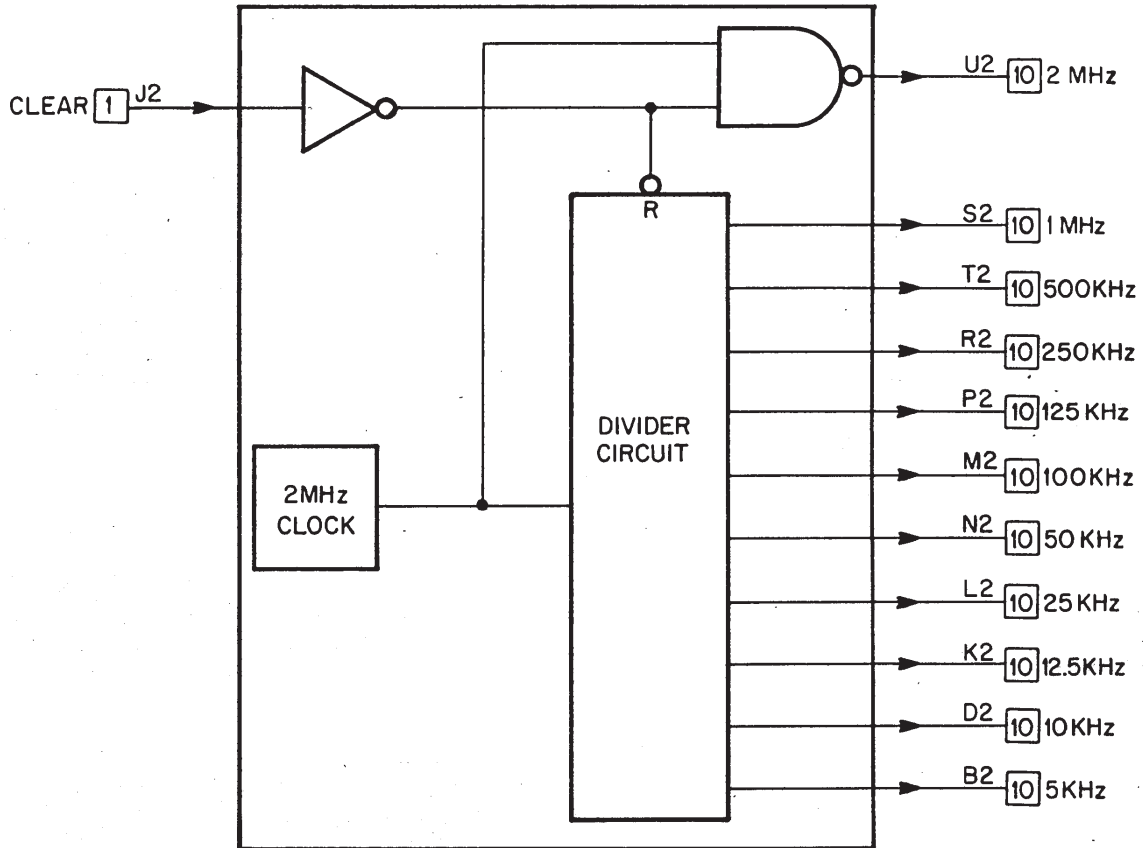 U2 10 2 MHz
CLEAR 1 J2
R
S2 10 1 MHz
T2 10 500KHz
R2 10 250KHz
P2 10 125 KHz
DIVIDER
CIRCUIT
M2 10 100KHz
2MHz
CLOCK
N2 10 50 KHz
L2 10 25 KHz
K2 10 12.5KHz
D2 10 10KHz
B2 10 5KHz